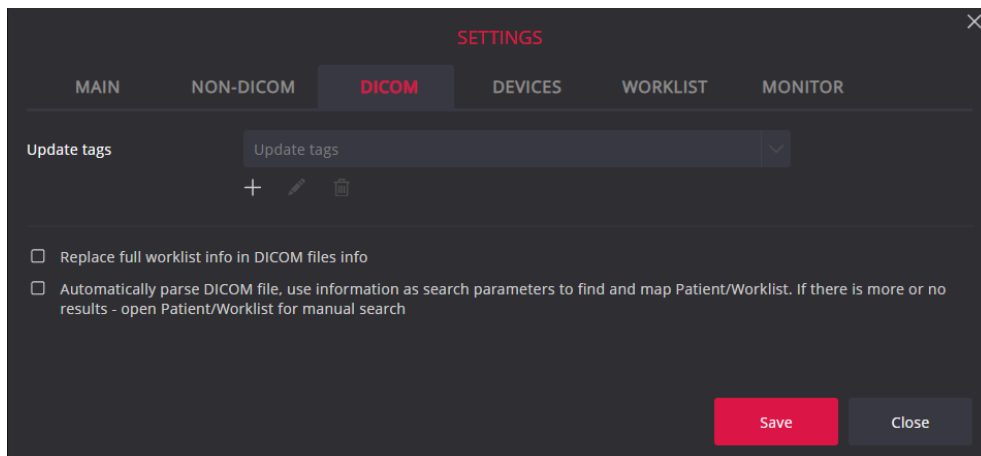 SETTINGS
MAIN NON-DICOM DICOM DEVICES WORKLIST MONITOR
Update tags Update tags
Replace full worklist info in DICOM files info
Automatically parse DICOM file, use information as search parameters to find and map Patient/Worklist. If there is more or no
results - open Patient/Worklist for manual search
Save Close